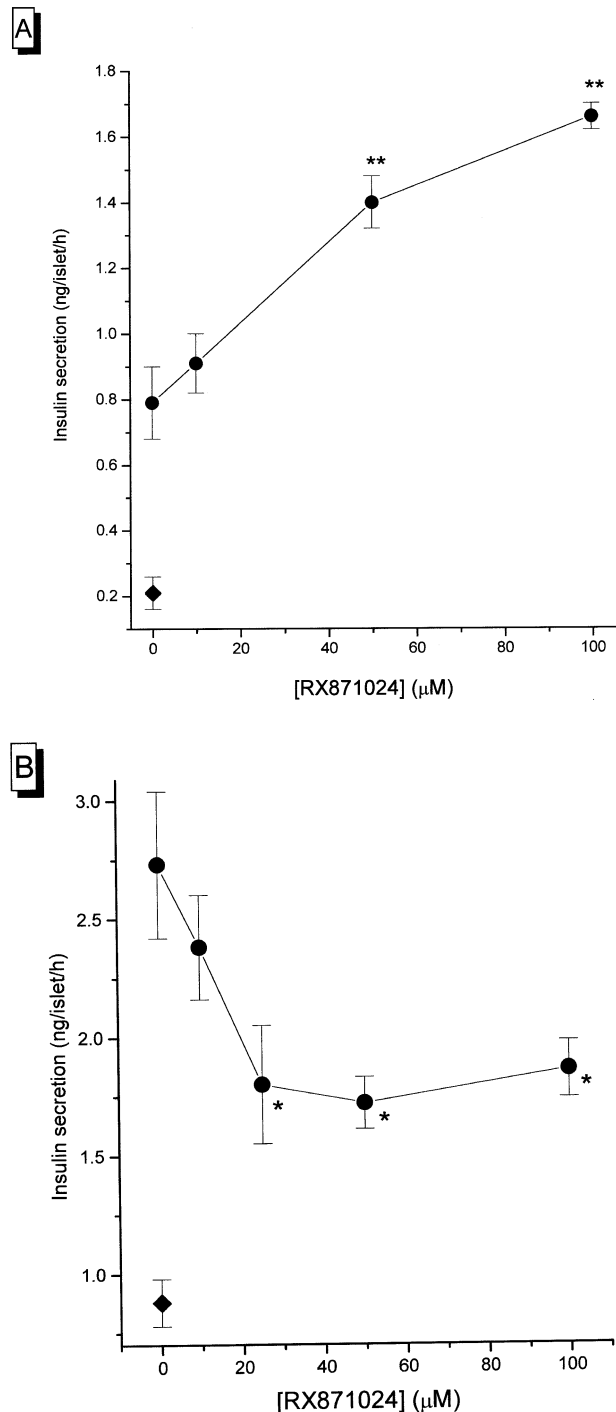 A
1.8
1.6
1.4
1.2
1.0
0.8
0.6
0.4
0.2
Insulin secretion (ng/islet/h)
**
**
0 20 40 60 80 100
[RX871024] (μM)
B
3.0
2.5
2.0
1.5
1.0
Insulin secretion (ng/islet/h)
*
*
*
0 20 40 60 80 100
[RX871024] (μM)